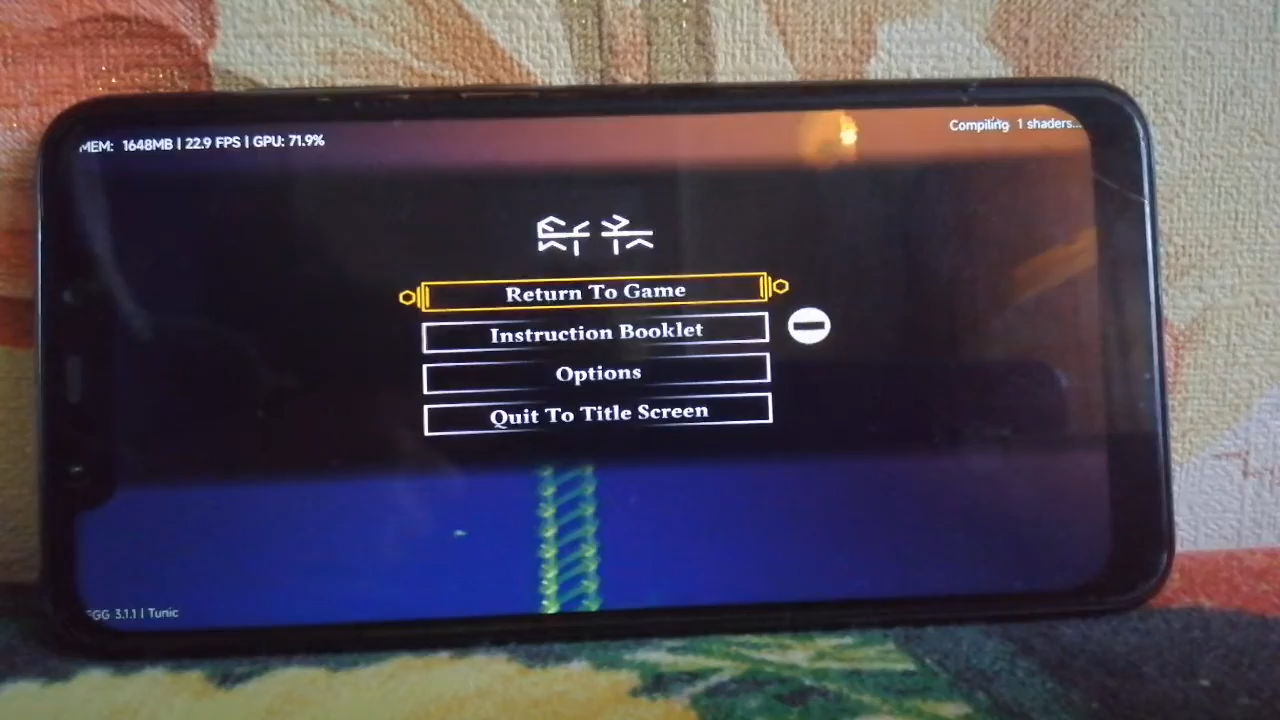 MEM: 1648MB | 22.9 FPS | GPU: 71.9%
Compiling 1 shaders...
Return To Game
Instruction Booklet
Options
Quit To Title Screen
EGG 3.1.1 | Tunic